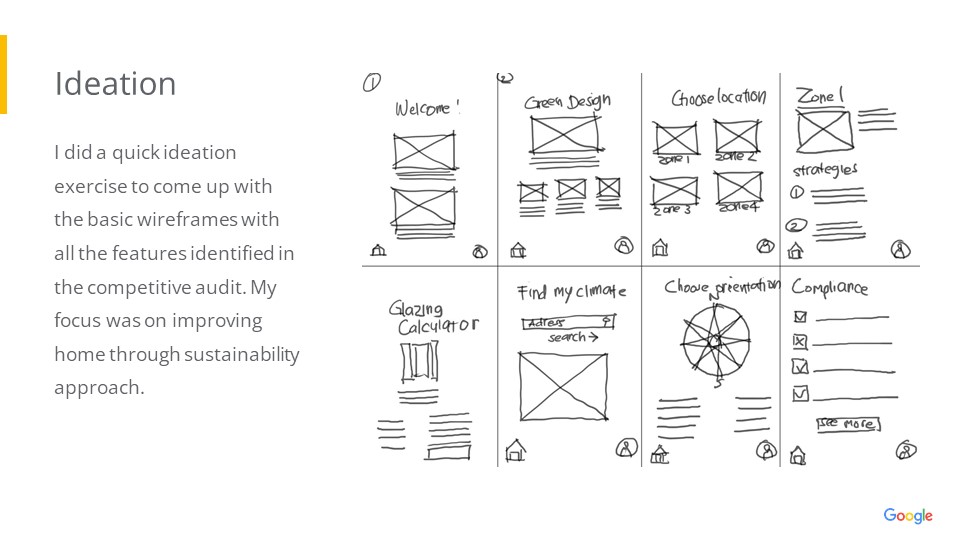 Ideation
I did a quick ideation
exercise to come up with
the basic wireframes with
all the features identified in
the competitive audit. My
focus was on improving
home through sustainability
approach.
1
Welcome!
2
Green Design
Choose location
zone 1
zone 2
zone 3
zone 4
Zone 1
strategies
1
2
Glazing
Calculator
Find my climate
Adress
search →
Choose orientation
N
S
Compliance
See More
Google